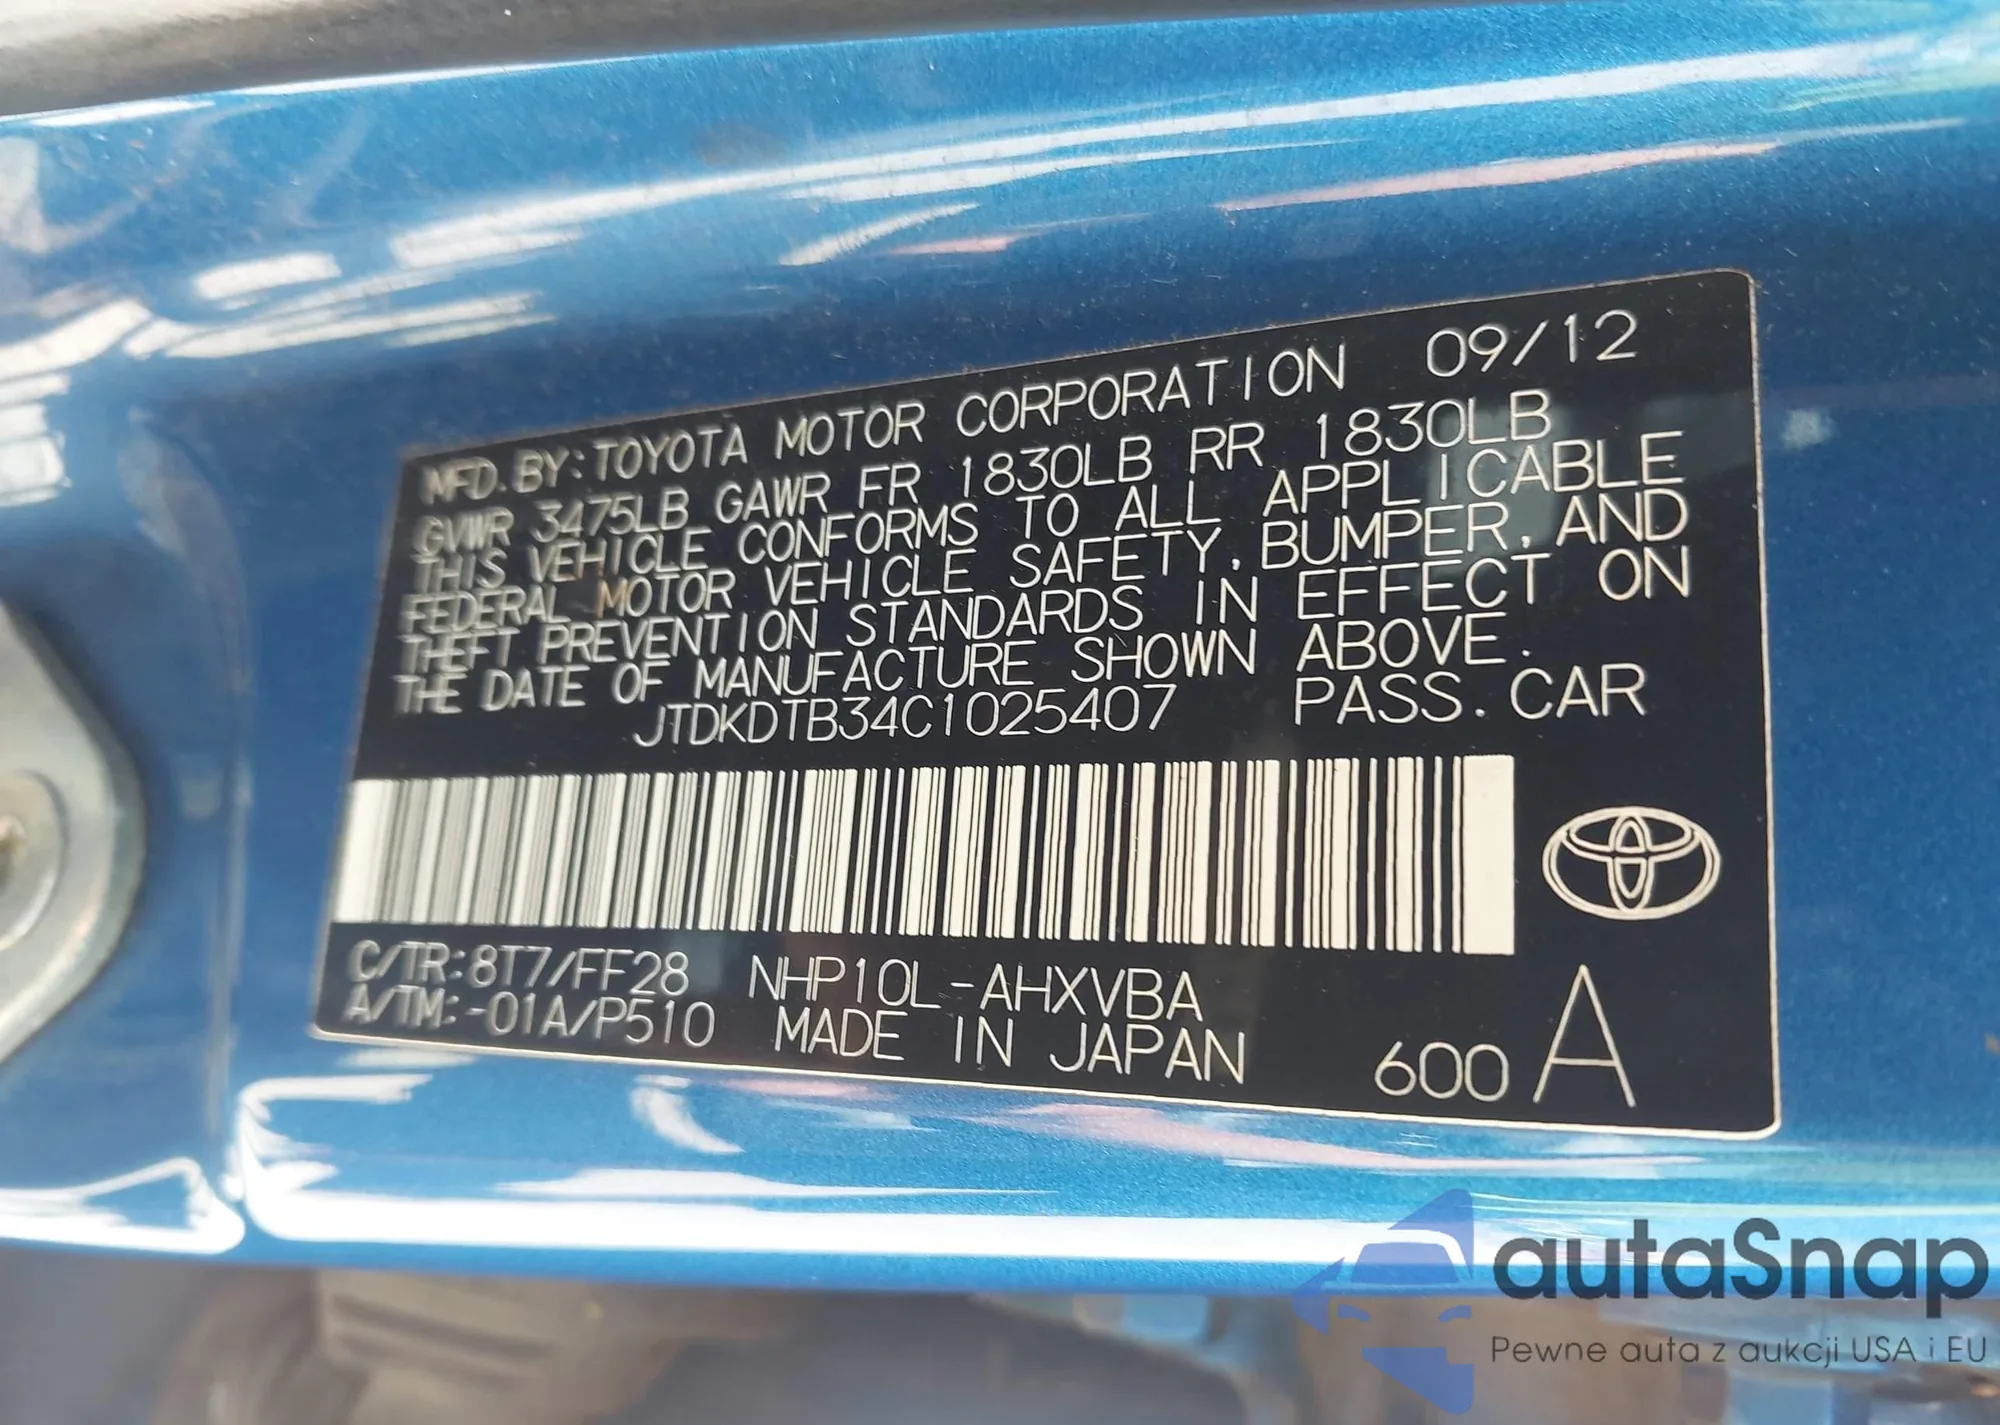 MFD. BY: TOYOTA MOTOR CORPORATION 09/12
GVWR 3475LB GAWR FR 1830LB RR 1830LB
THIS VEHICLE CONFORMS TO ALL APPLICABLE
FEDERAL MOTOR VEHICLE SAFETY, BUMPER, AND
THEFT PREVENTION STANDARDS IN EFFECT ON
THE DATE OF MANUFACTURE SHOWN ABOVE.
JTDKDTB34C1025407 PASS. CAR
C/TR: 8T7/FF28 NHP10L-AHXVBA
A/TM: -01A/P510 MADE IN JAPAN 600 A
autaSnap
Pewne auta z aukcji USA i EU